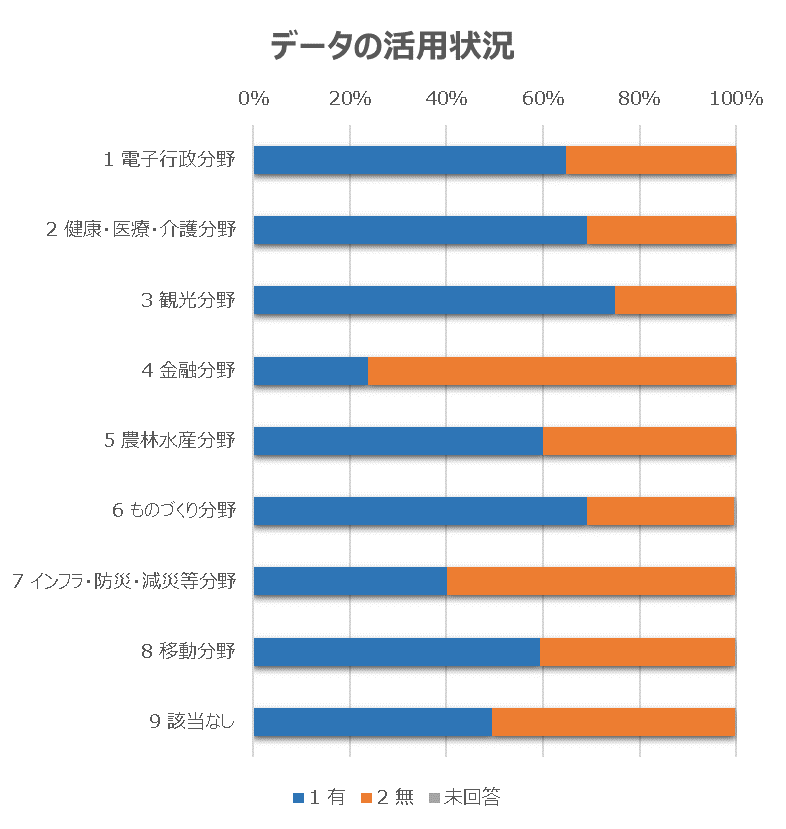 データの活用状況
0% 20% 40% 60% 80% 100%
1 電子行政分野
2 健康・医療・介護分野
3 観光分野
4 金融分野
5 農林水産分野
6 ものづくり分野
7 インフラ・防災・減災等分野
8 移動分野
9 該当なし
1 有 2 無 未回答